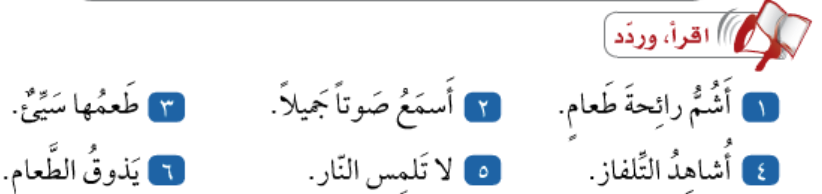 اقرأ، وردّد
١ أَشُمُّ رائِحةَ طَعامٍ. ٢ أَسمَعُ صَوتاً جَميلاً. ٣ طَعمُها سَيِّئٌ.
٤ أُشاهِدُ التِّلفاز. ٥ لا تَلمِس النّار. ٦ يَذوقُ الطَّعام.